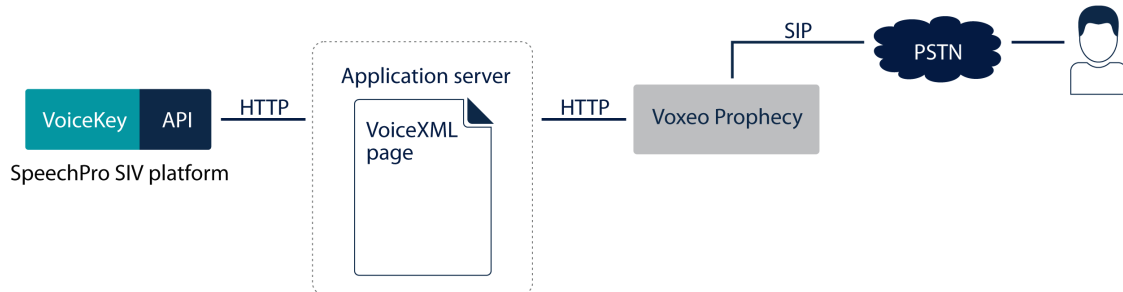 SIP
PSTN
Application server
VoiceKey API
HTTP
VoiceXML
page
HTTP
Voxeo Prophecy
SpeechPro SIV platform